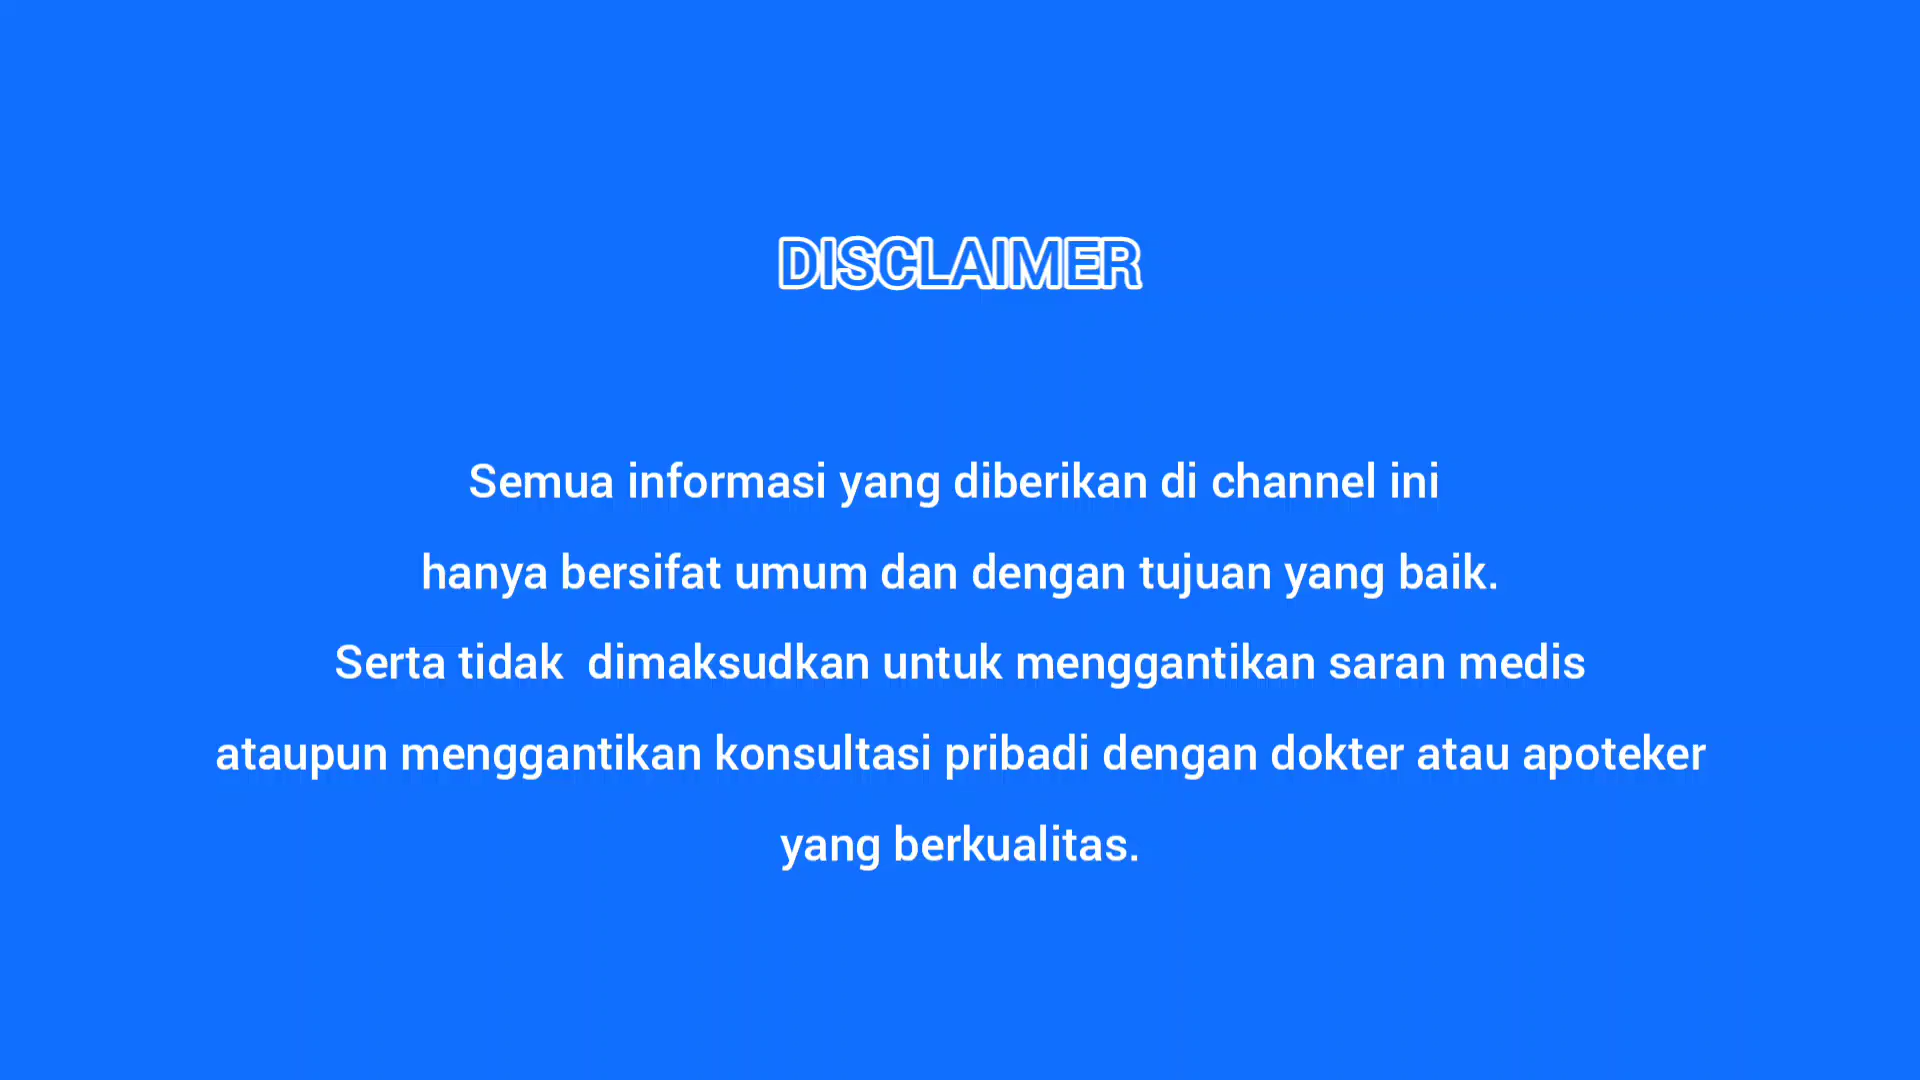 DISCLAIMER
Semua informasi yang diberikan di channel ini
hanya bersifat umum dan dengan tujuan yang baik.
Serta tidak  dimaksudkan untuk menggantikan saran medis
ataupun menggantikan konsultasi pribadi dengan dokter atau apoteker
yang berkualitas.